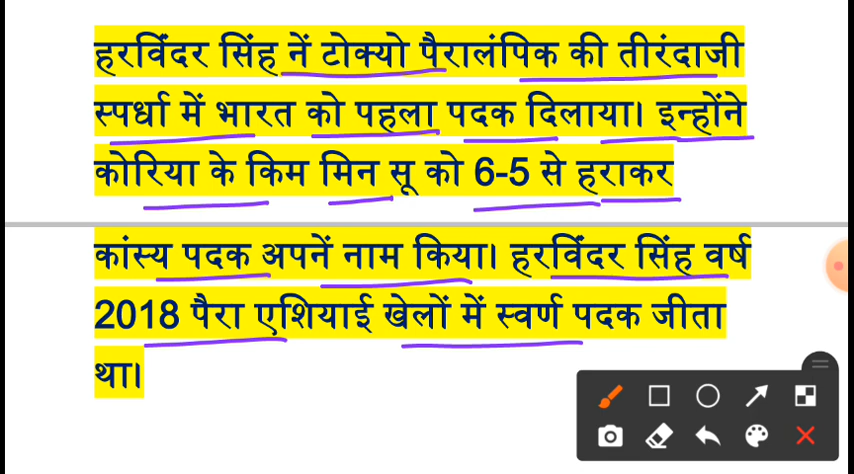 हरविंदर सिंह नें टोक्यो पैरालंपिक की तीरंदाजी
स्पर्धा में भारत को पहला पदक दिलाया। इन्होंने
कोरिया के किम मिन सू को 6-5 से हराकर
कांस्य पदक अपनें नाम किया। हरविंदर सिंह वर्ष
2018 पैरा एशियाई खेलों में स्वर्ण पदक जीता
था।